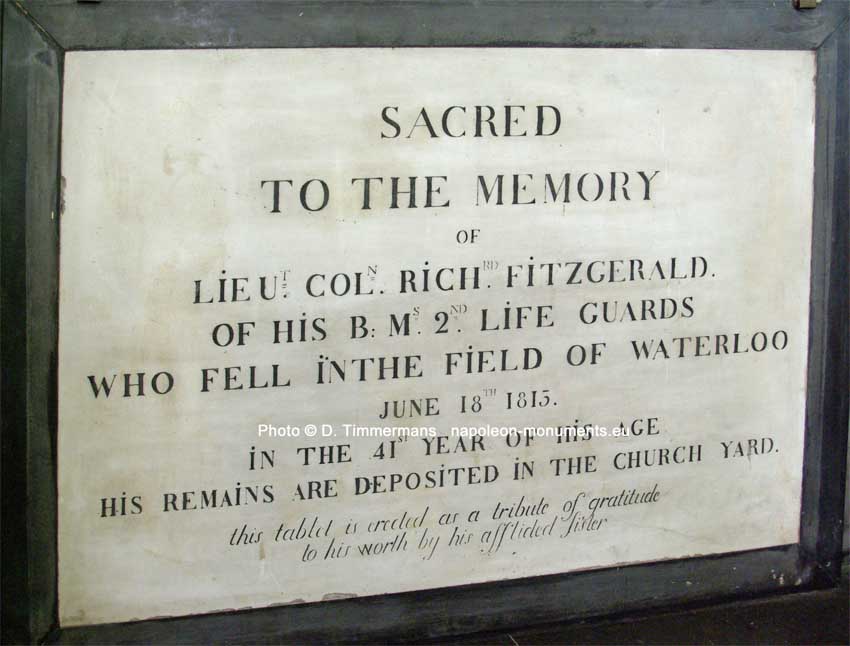 SACRED
TO THE MEMORY
OF
LiEUT. COLN. RiCHRD. FiTZGERALD.
OF HiS B: MS. 2ND. LiFE GUARDS
WHO FELL iNTHE FiELD OF WATERLOO
JUNE 18TH 1815.
Photo © D. Timmermans napoleon-monuments.eu
iN THE 41ST YEAR OF HiS AGE
HiS REMAiNS ARE DEPOSiTED iN THE CHURCH YARD.
this tablet is erected as a tribute of gratitude
to his worth by his afflicted sister